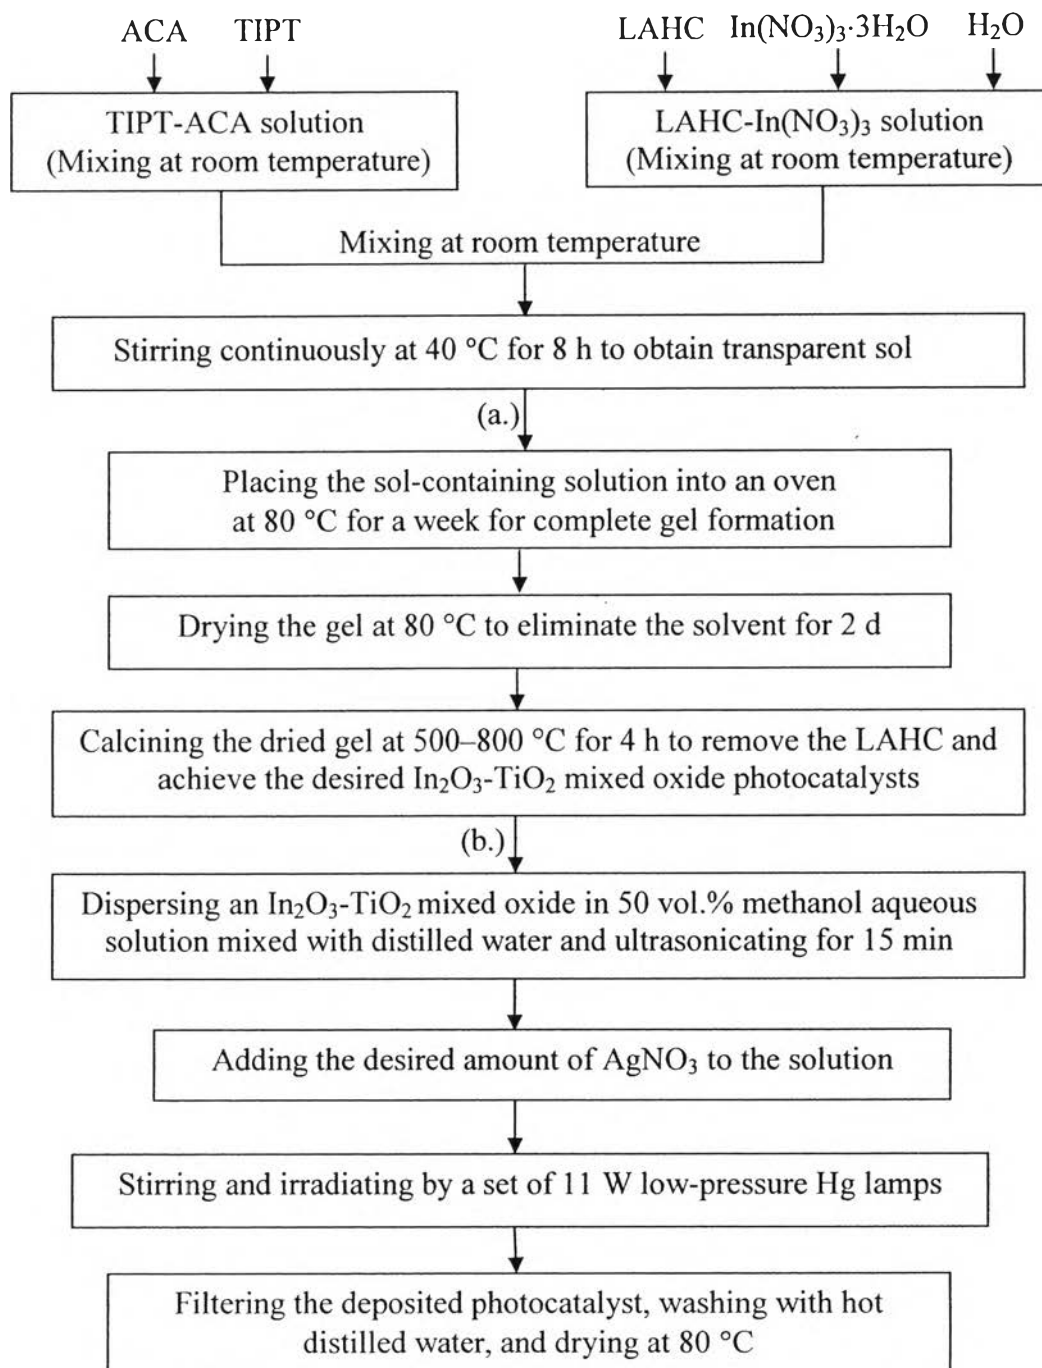 ACA TIPT
LAHC In(NO₃)₃·3H₂O H₂O
TIPT-ACA solution
(Mixing at room temperature)
LAHC-In(NO₃)₃ solution
(Mixing at room temperature)
Mixing at room temperature
Stirring continuously at 40 °C for 8 h to obtain transparent sol
(a.)
Placing the sol-containing solution into an oven
at 80 °C for a week for complete gel formation
Drying the gel at 80 °C to eliminate the solvent for 2 d
Calcining the dried gel at 500–800 °C for 4 h to remove the LAHC and
achieve the desired In₂O₃-TiO₂ mixed oxide photocatalysts
(b.)
Dispersing an In₂O₃-TiO₂ mixed oxide in 50 vol.% methanol aqueous
solution mixed with distilled water and ultrasonicating for 15 min
Adding the desired amount of AgNO₃ to the solution
Stirring and irradiating by a set of 11 W low-pressure Hg lamps
Filtering the deposited photocatalyst, washing with hot
distilled water, and drying at 80 °C